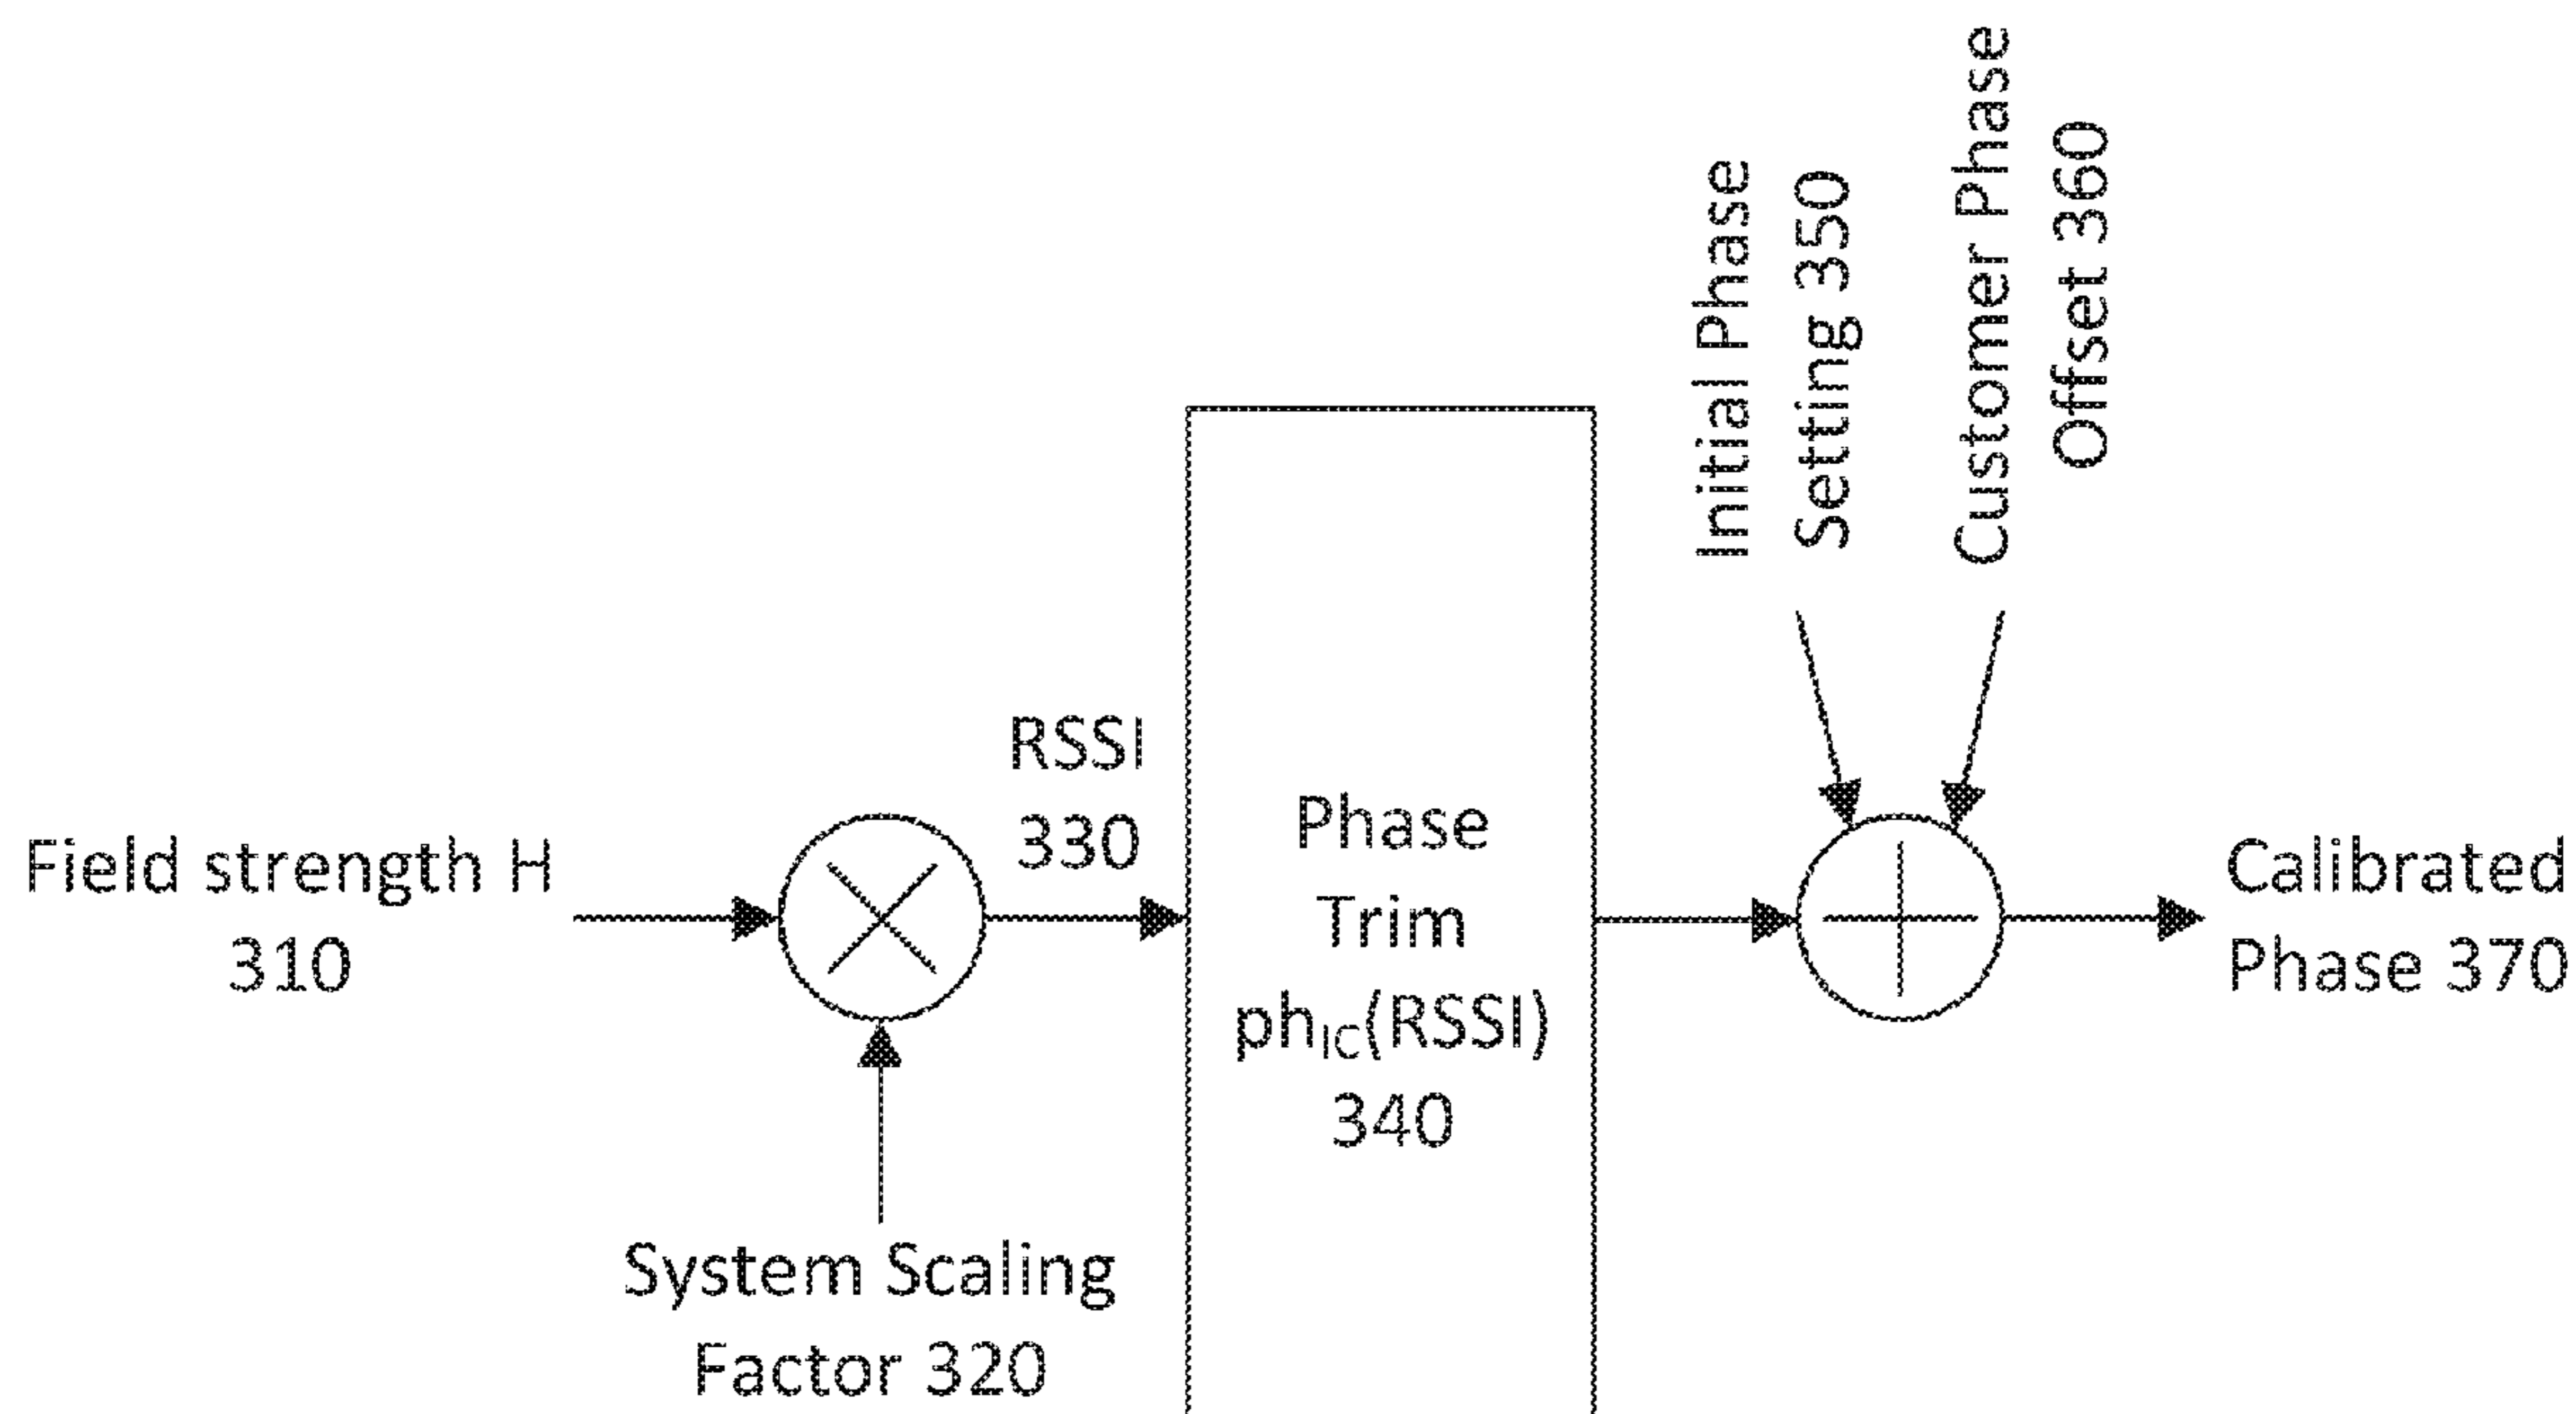 Initial Phase
Setting 350
Customer Phase
Offset 360
RSSI
330
Field strength H
310
Phase
Trim
ph_IC(RSSI)
340
Calibrated
Phase 370
System Scaling
Factor 320